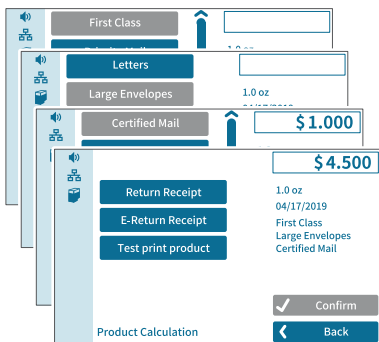 First Class
Letters
Large Envelopes
1.0 oz
Certified Mail
$1.000
$4.500
Return Receipt
E-Return Receipt
Test print product
1.0 oz
04/17/2019
First Class
Large Envelopes
Certified Mail
Confirm
Product Calculation
Back